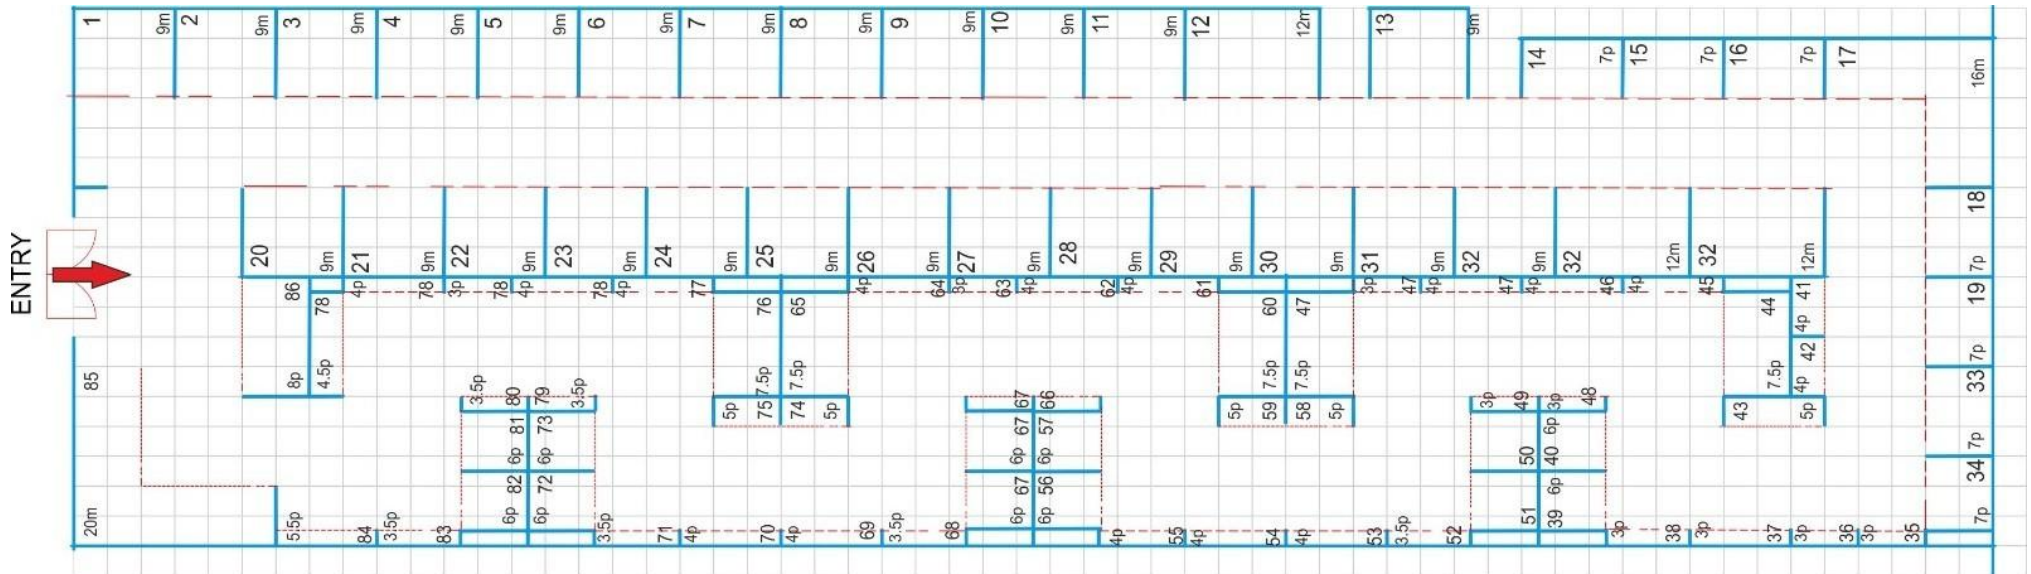 1
9m
2
9m
3
9m
4
9m
5
9m
6
9m
7
9m
8
9m
9
9m
10
9m
11
9m
12
12m
13
9m
14
7p
15
7p
16
7p
17
16m
ENTRY
20
9m
21
9m
22
9m
23
9m
24
9m
25
9m
26
9m
27
9m
28
9m
29
9m
30
9m
31
9m
32
9m
32
12m
32
12m
18
7p
86
78
4p
78
3p
78
4p
78
4p
77
76
65
4p
64
3p
63
4p
62
4p
61
60
47
3p
47
4p
47
4p
46
4p
45
44
41
19
85
8p
4.5p
7.5p
7.5p
7.5p
7.5p
7.5p
4p
42
4p
7p
3.5p
80
79
3.5p
5p
75
74
5p
67
66
5p
59
58
5p
3p
49
3p
48
43
5p
33
81
73
6p
6p
67
57
6p
6p
50
6p
40
7p
82
72
6p
6p
67
56
6p
6p
51
6p
39
34
20m
5.5p
84
3.5p
83
3.5p
71
4p
70
4p
69
3.5p
68
4p
55
4p
54
4p
53
3.5p
52
3p
38
3p
37
3p
36
3p
35
7p